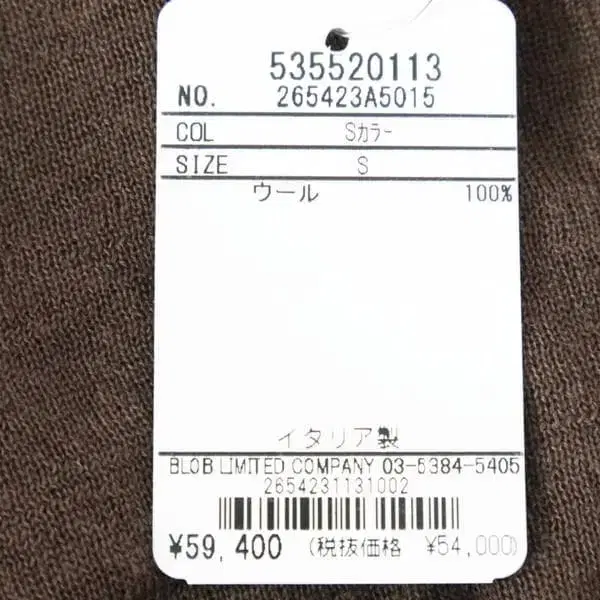 535520113
NO. 265423A5015
COL Sカラー
SIZE S
ウール 100%
イタリア製
BLOB LIMITED COMPANY 03-5384-5405
2654231131002
¥59,400 (税抜価格 ¥54,000)